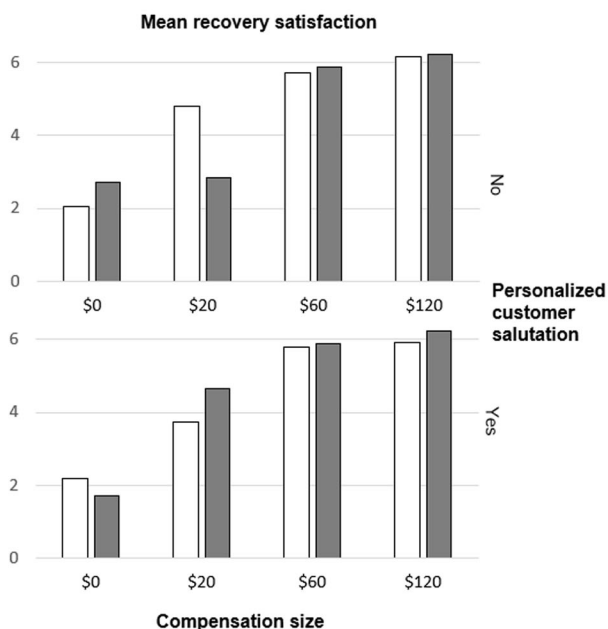 Mean recovery satisfaction
6
4
2
0
No
$0 $20 $60 $120
Personalized
customer
salutation
6
4
2
0
Yes
$0 $20 $60 $120
Compensation size